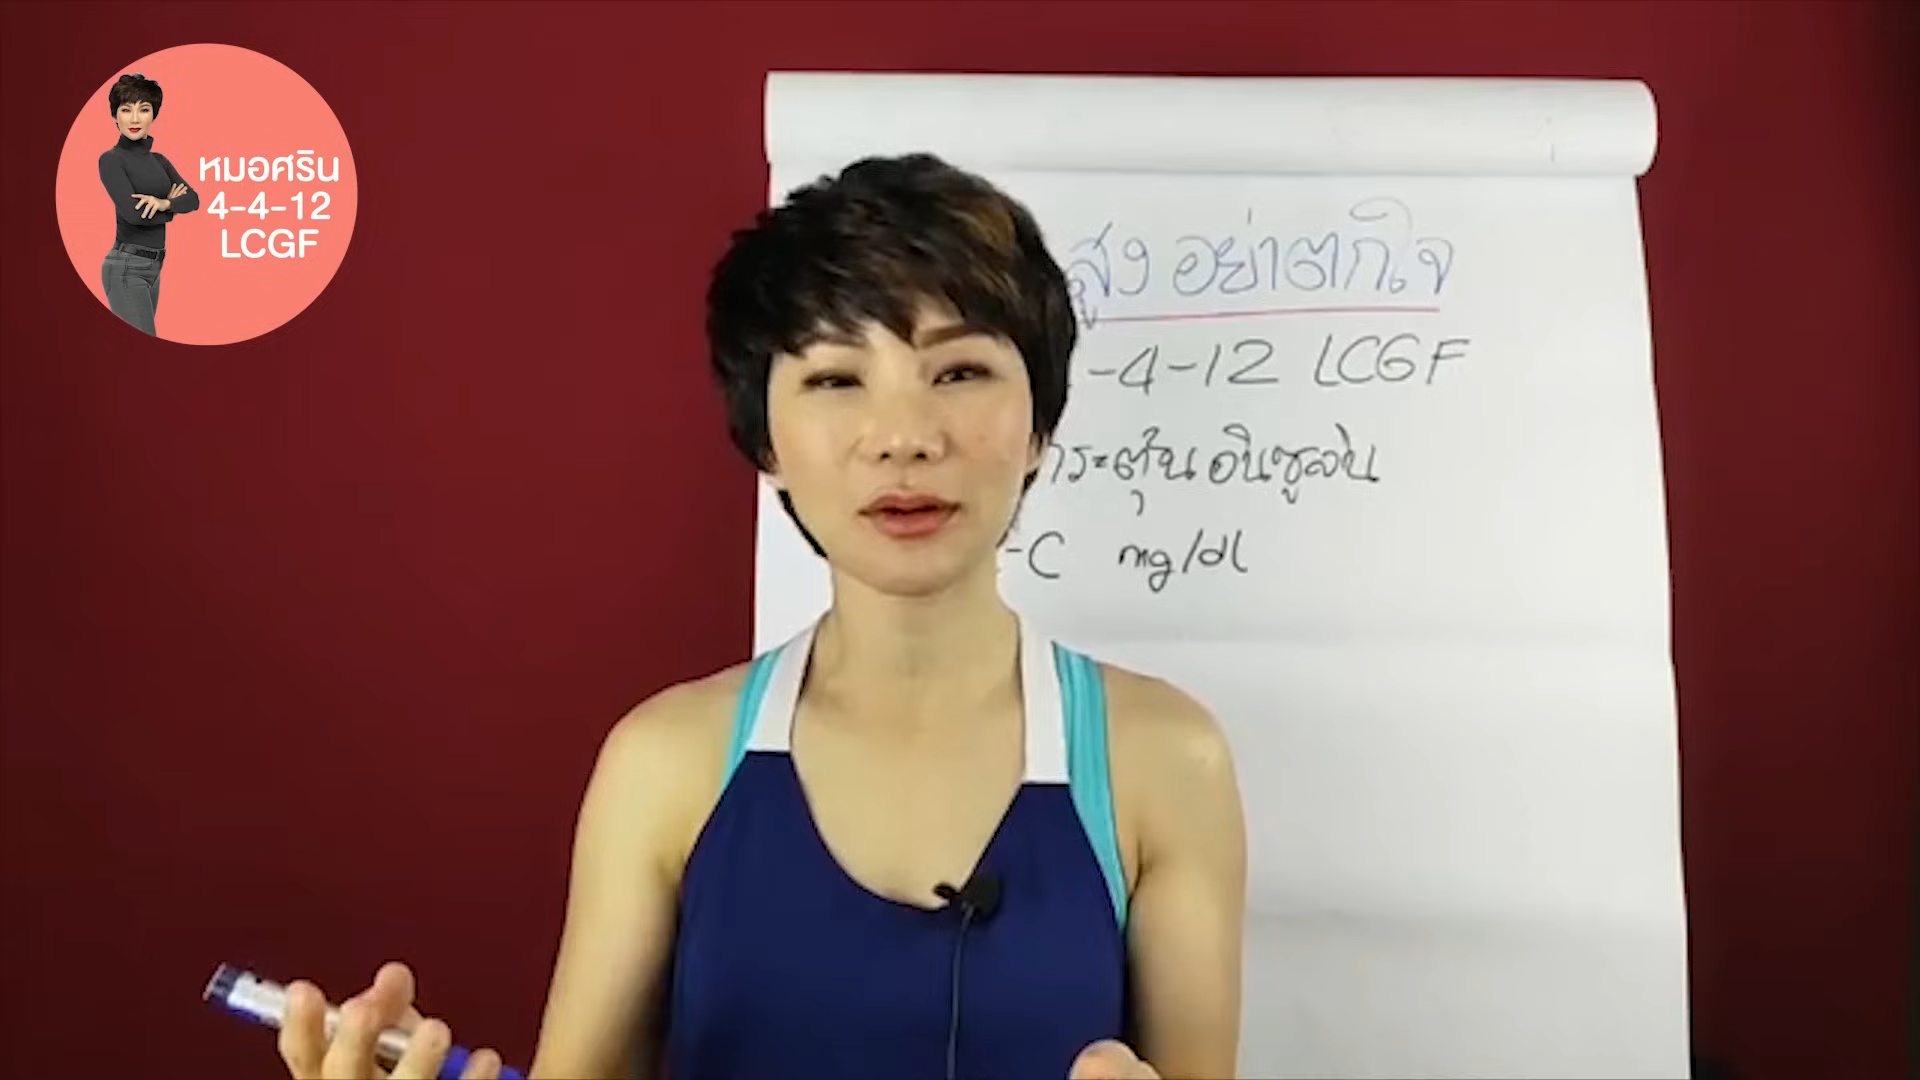 หมอศริน
4-4-12
LCGF
สูง อย่าตกใจ
-4-12 LCGF
กระตุ้น อินซูลิน
-C mg/dl